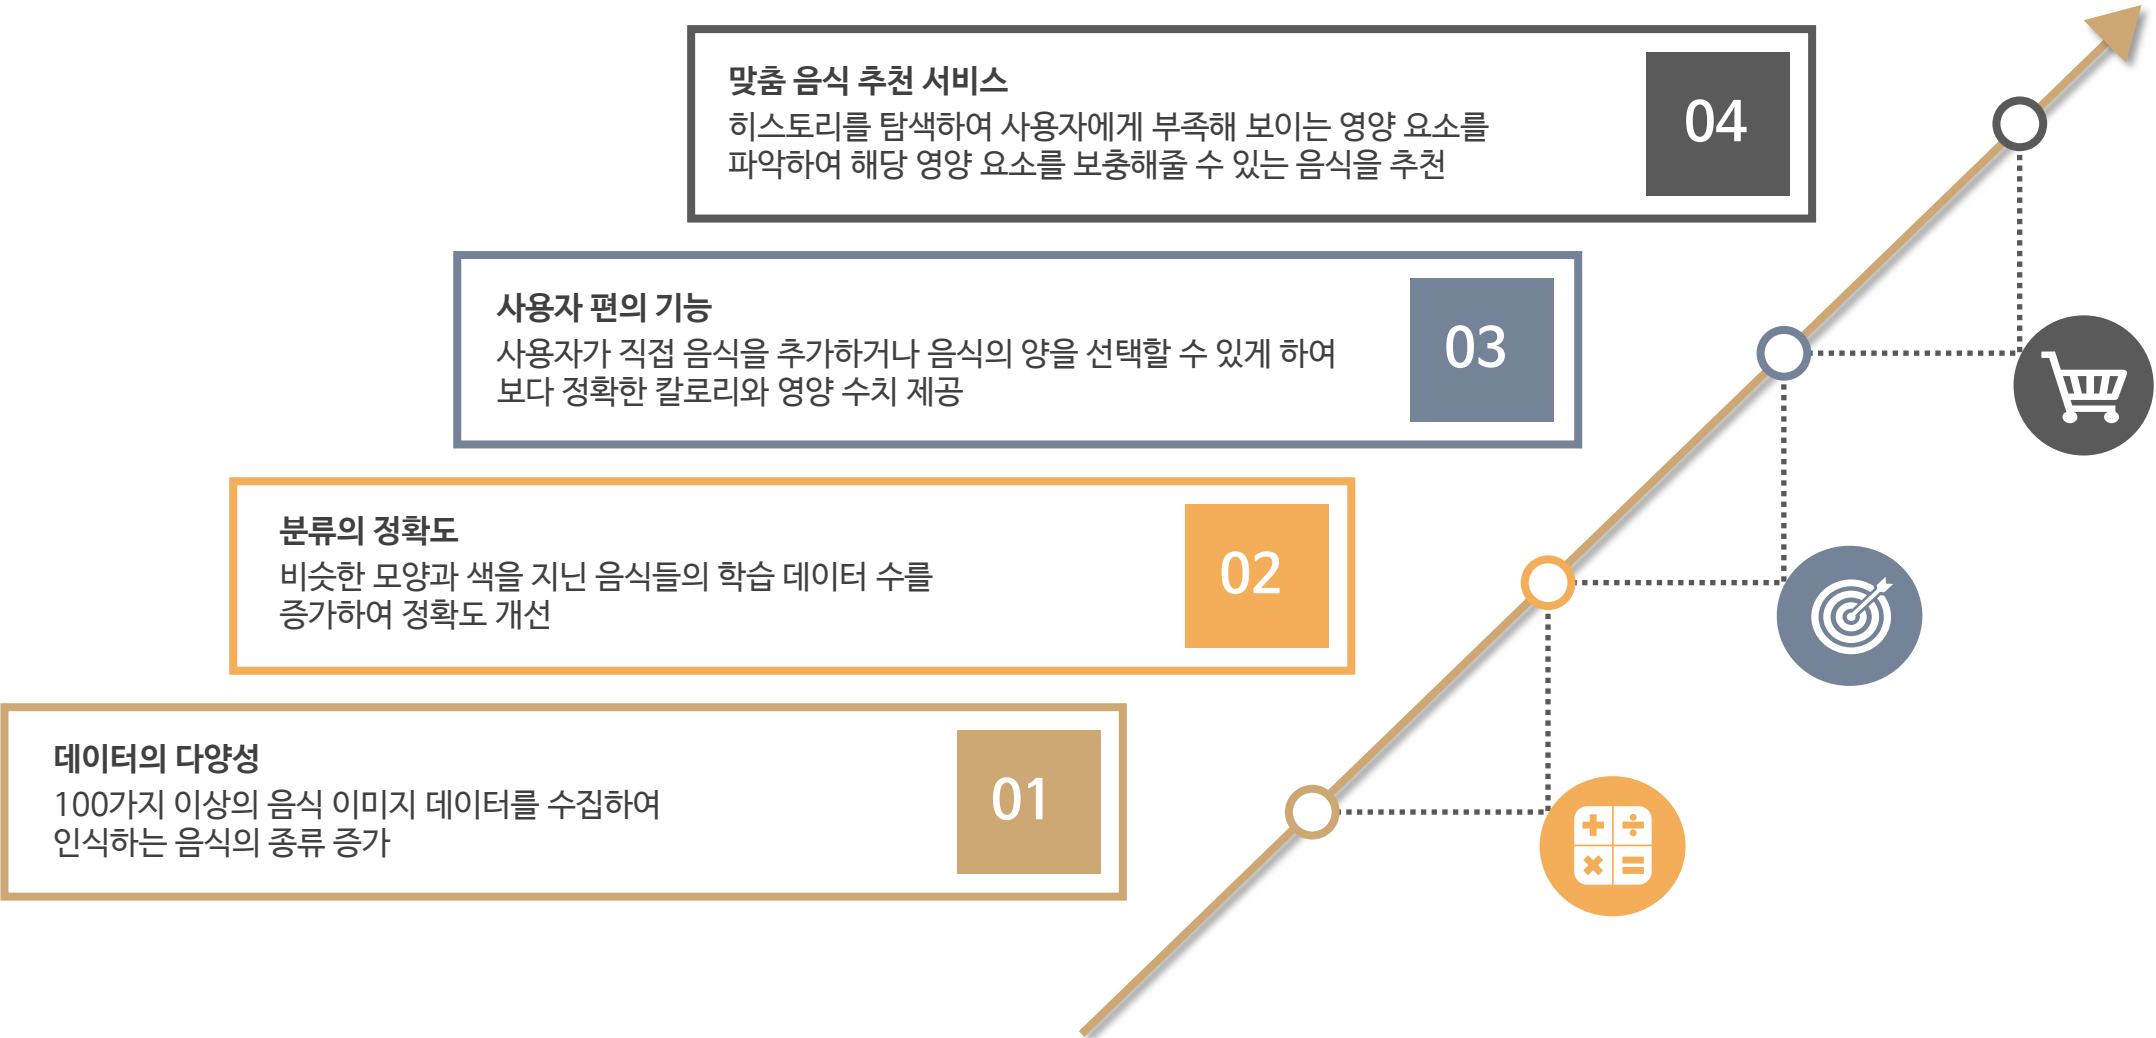 맞춤 음식 추천 서비스
히스토리를 탐색하여 사용자에게 부족해 보이는 영양 요소를
파악하여 해당 영양 요소를 보충해줄 수 있는 음식을 추천
04
사용자 편의 기능
사용자가 직접 음식을 추가하거나 음식의 양을 선택할 수 있게 하여
보다 정확한 칼로리와 영양 수치 제공
03
분류의 정확도
비슷한 모양과 색을 지닌 음식들의 학습 데이터 수를
증가하여 정확도 개선
02
데이터의 다양성
100가지 이상의 음식 이미지 데이터를 수집하여
인식하는 음식의 종류 증가
01